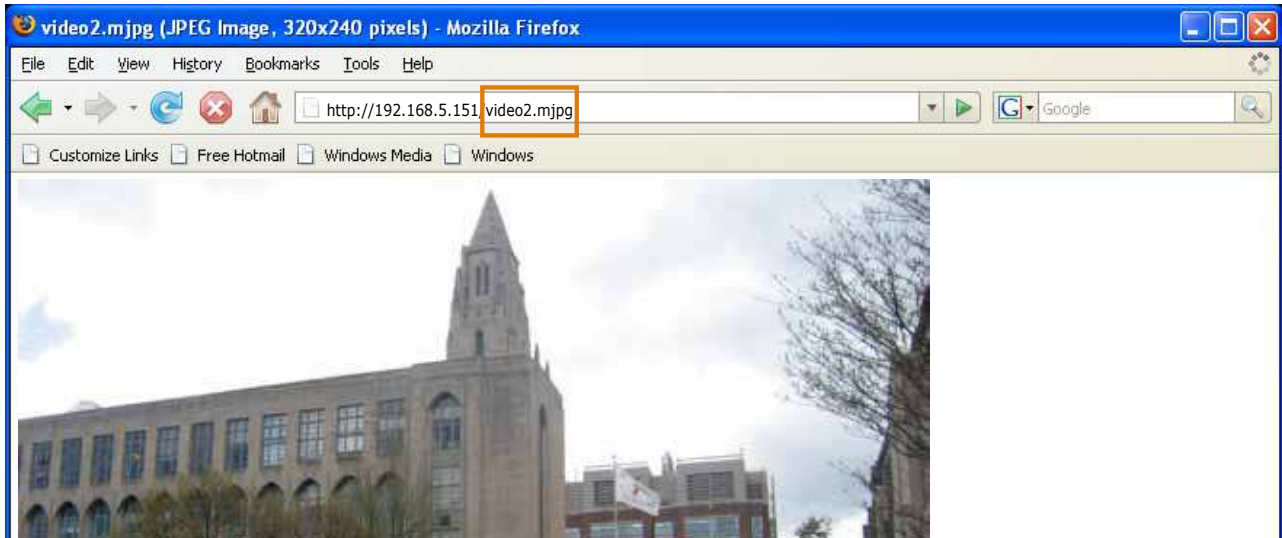 video2.mjpg (JPEG Image, 320x240 pixels) - Mozilla Firefox
File Edit View History Bookmarks Tools Help
http://192.168.5.151/video2.mjpg G Google
Customize Links Free Hotmail Windows Media Windows